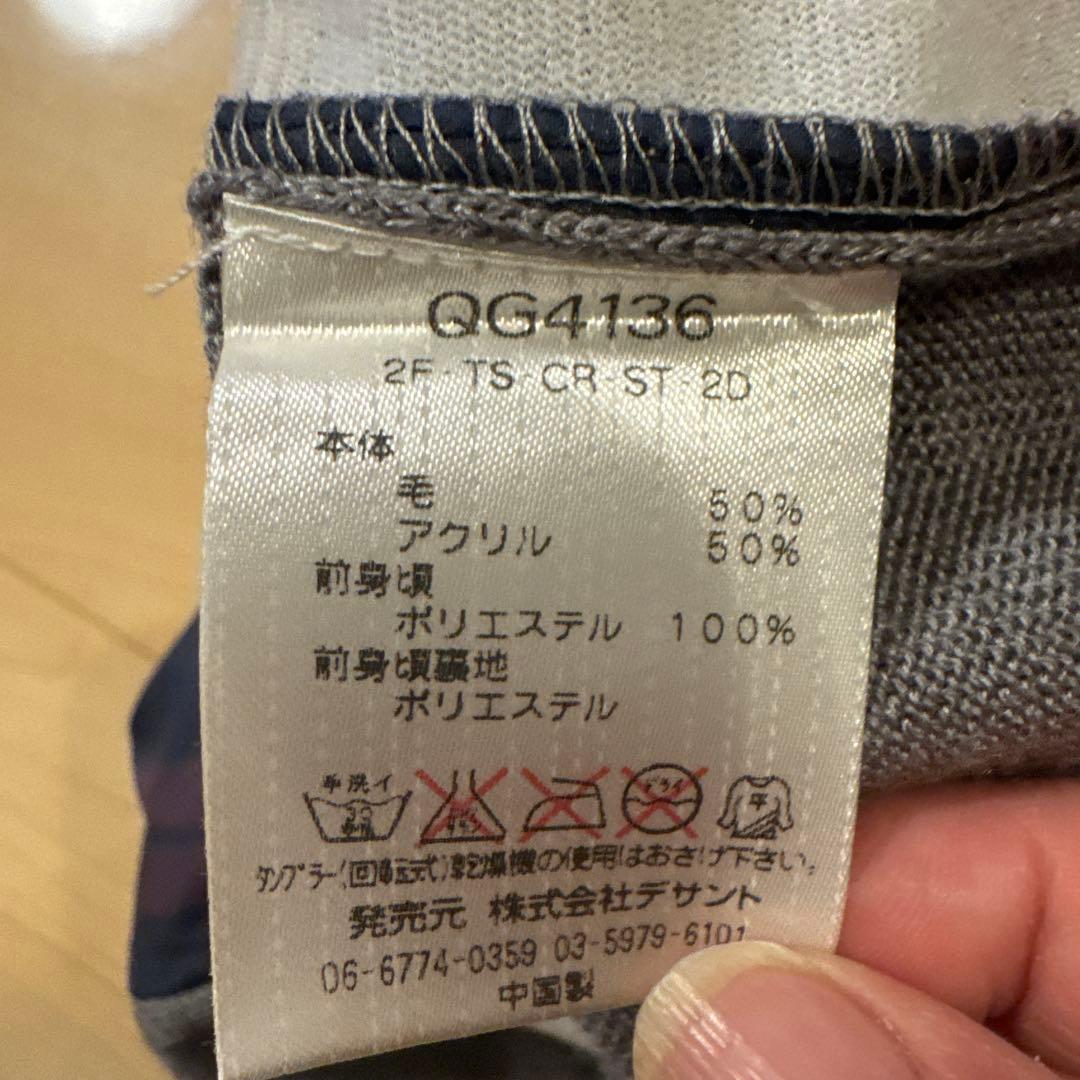 QG4136
2F-TS-CR-ST-2D
本体
毛 50%
アクリル 50%
前身頃
ポリエステル 100%
前身頃裏地
ポリエステル
手洗イ
30
中性
ドライ
平
タンブラー(回転式)乾燥機の使用はおさけ下さい。
発売元 株式会社デサント
06-6774-0359 03-5979-6101
中国製